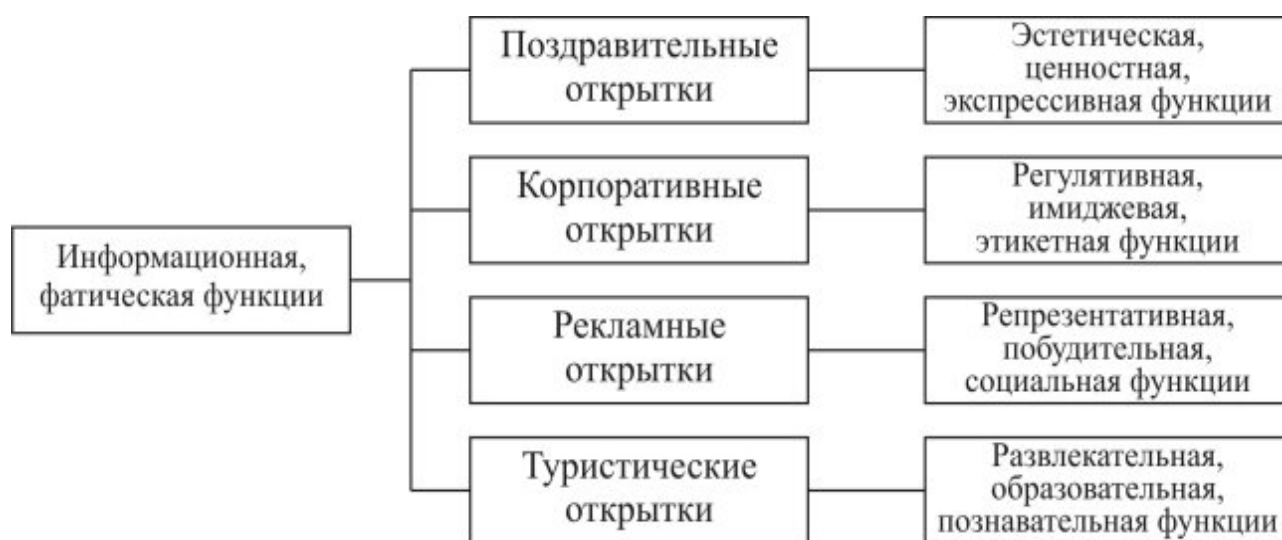 Информационная,
фатическая функции
Поздравительные
открытки
Эстетическая,
ценностная,
экспрессивная функции
Корпоративные
открытки
Регулятивная,
имиджевая,
этикетная функции
Рекламные
открытки
Репрезентативная,
побудительная,
социальная функции
Туристические
открытки
Развлекательная,
образовательная,
познавательная функции